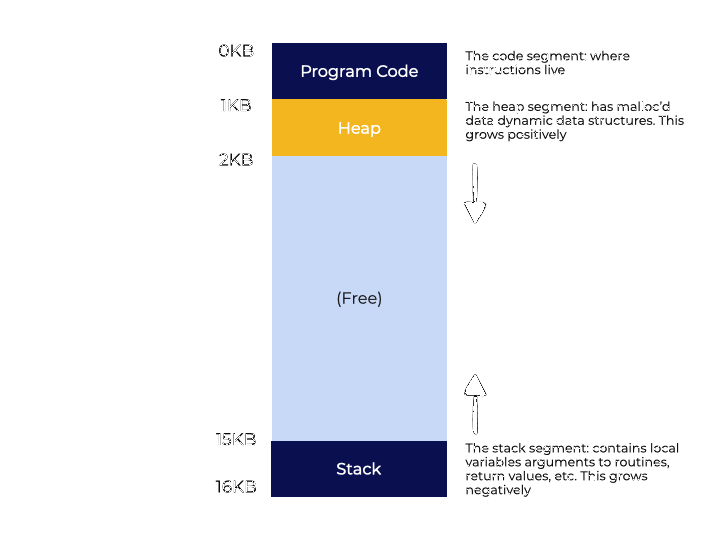 0KB
Program Code
The code segment: where
instructions live
1KB
Heap
The heap segment: has malloc'd
data dynamic data structures. This
grows positively
2KB
(Free)
15KB
Stack
The stack segment: contains local
variables arguments to routines,
return values, etc. This grows
negatively
16KB